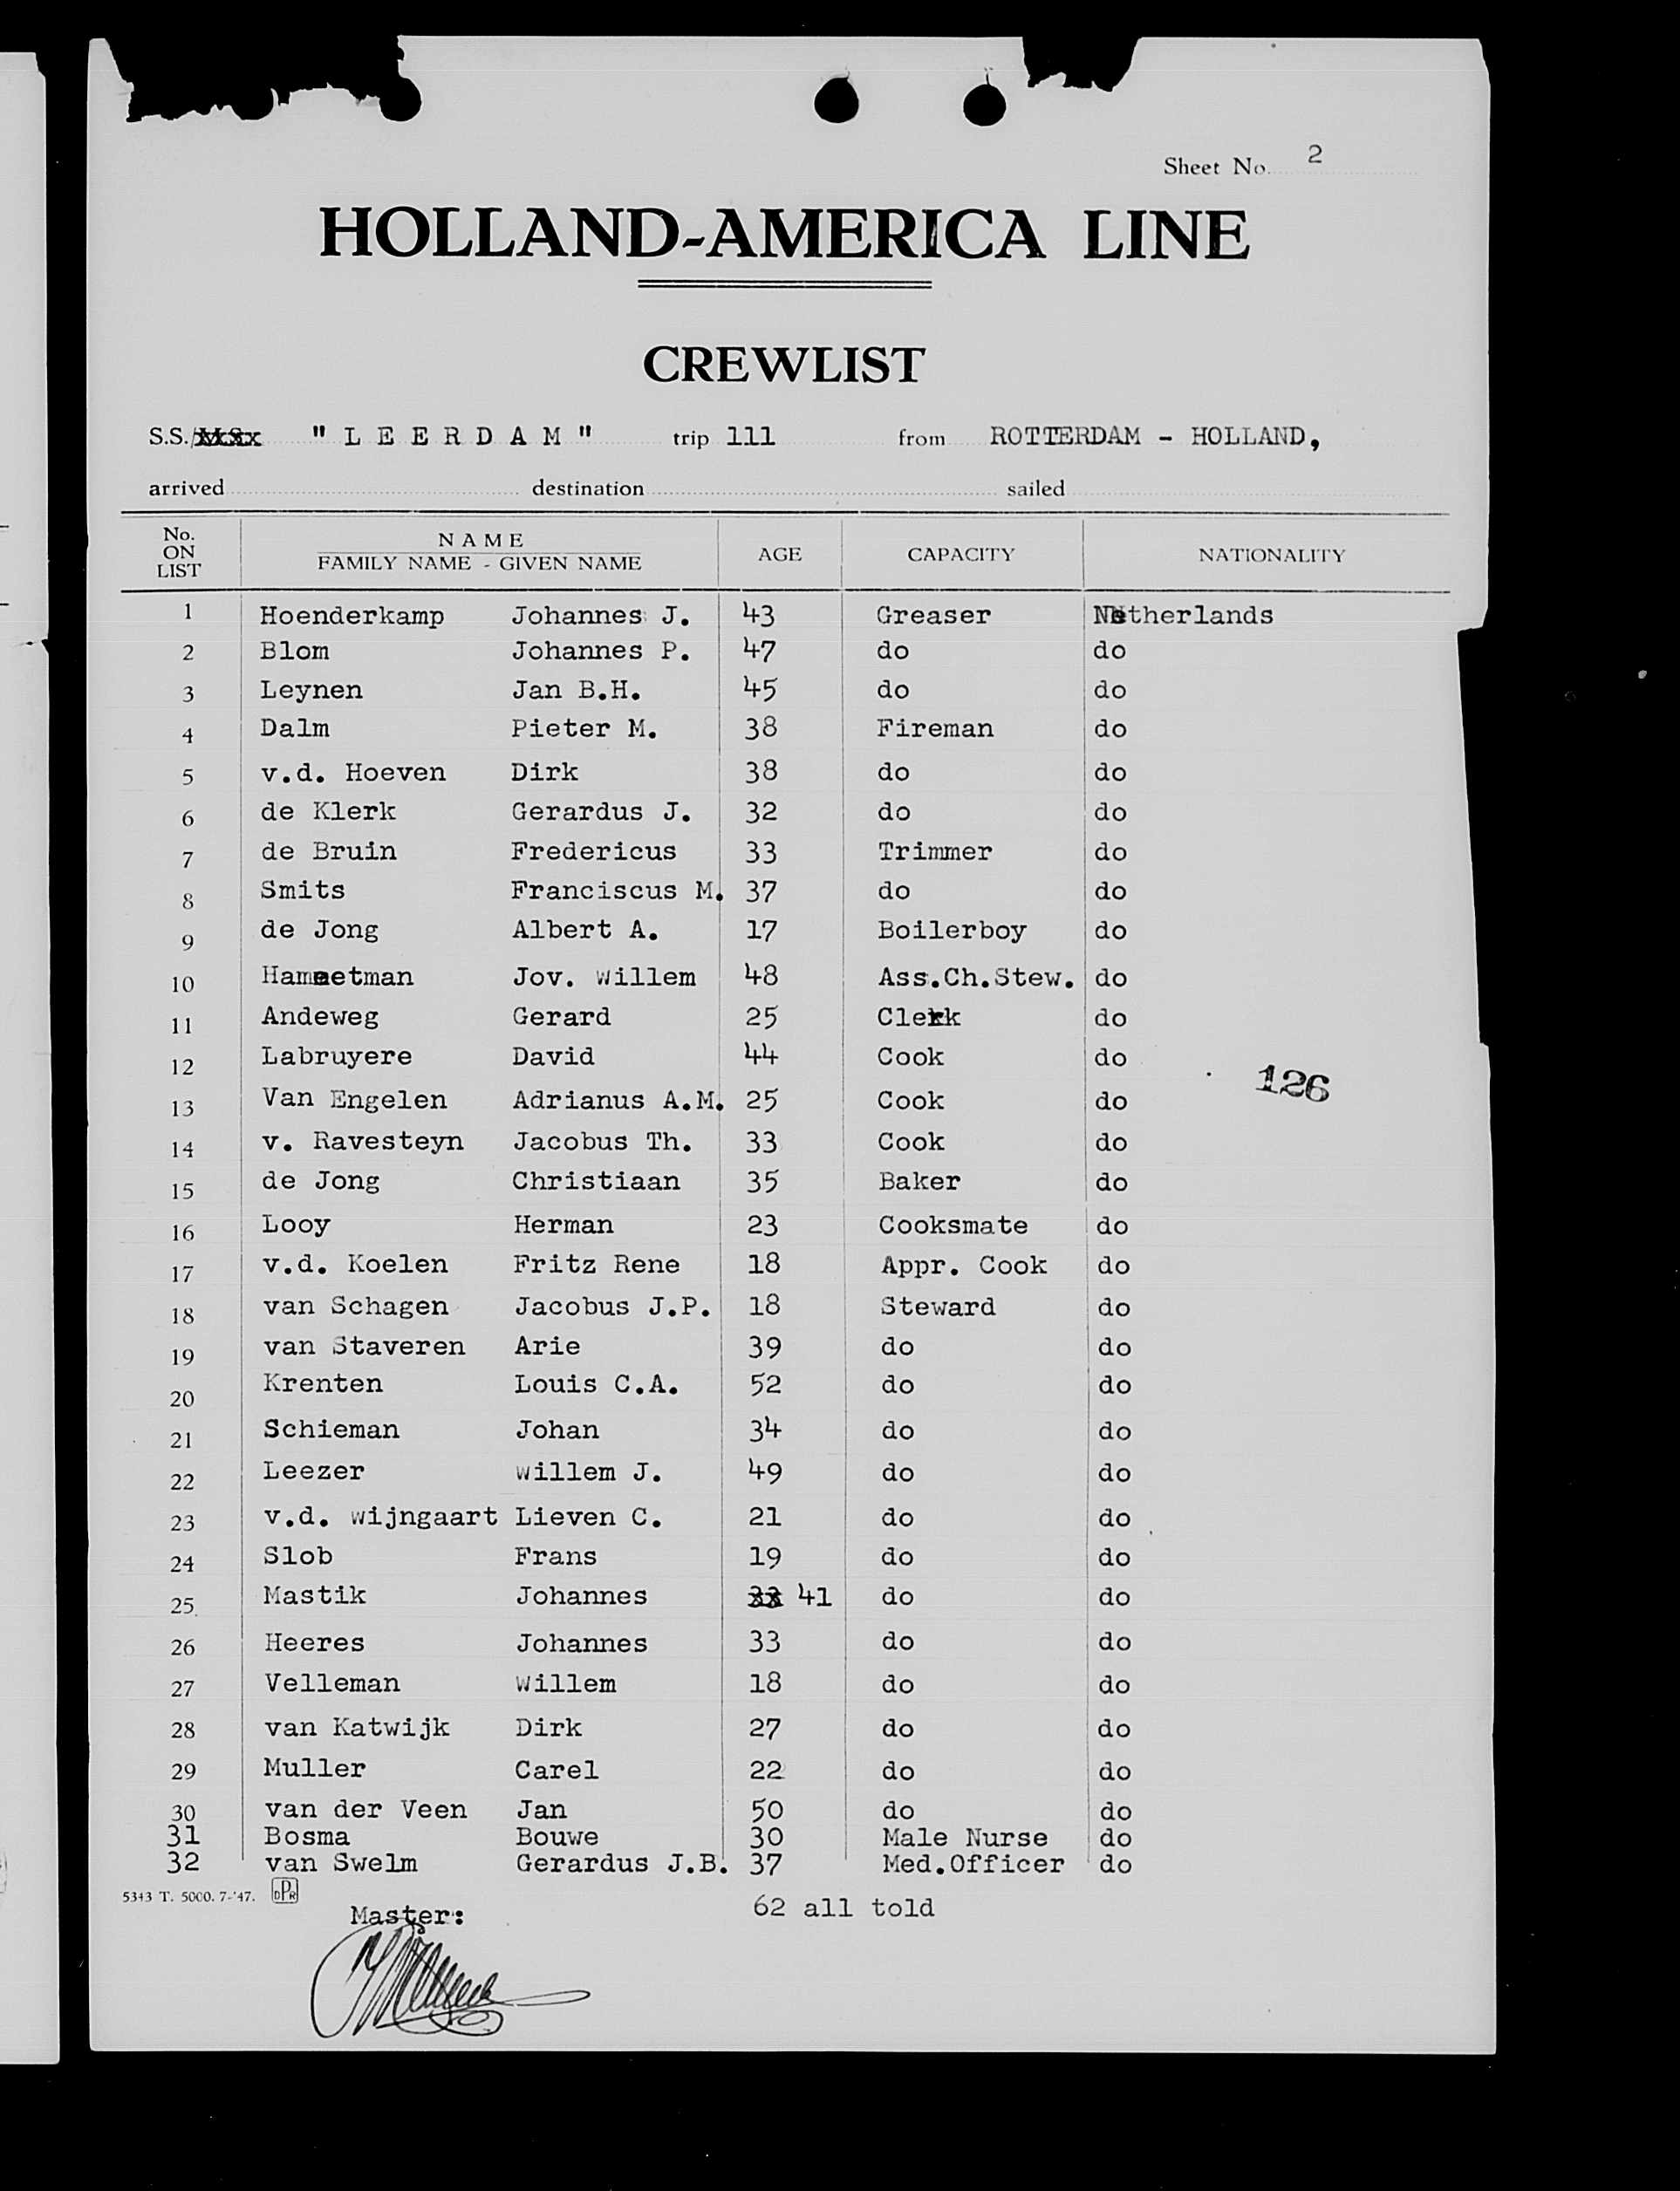 Sheet No. 2
HOLLAND-AMERICA LINE
CREWLIST
S.S. "LEERDAM" trip 111 from ROTTERDAM - HOLLAND,
arrived destination sailed
No. ON LIST NAME FAMILY NAME - GIVEN NAME AGE CAPACITY NATIONALITY
1 Hoenderkamp Johannes J. 43 Greaser Netherlands
2 Blom Johannes P. 47 do do
3 Leynen Jan B.H. 45 do do
4 Dalm Pieter M. 38 Fireman do
5 v.d. Hoeven Dirk 38 do do
6 de Klerk Gerardus J. 32 do do
7 de Bruin Fredericus 33 Trimmer do
8 Smits Franciscus M. 37 do do
9 de Jong Albert A. 17 Boilerboy do
10 Jov. Willem 48 Ass.Ch.Stew. do
11 Andeweg Gerard 25 Clerk do
12 Labruyere David 44 Cook do
126
13 Van Engelen Adrianus A.M. 25 Cook do
14 v. Ravesteyn Jacobus Th. 33 Cook do
15 de Jong Christiaan 35 Baker do
16 Looy Herman 23 Cooksmate do
17 v.d. Koelen Fritz Rene 18 Appr. Cook do
18 van Schagen Jacobus J.P. 18 Steward do
19 van Staveren Arie 39 do do
20 Krenten Louis C.A. 52 do do
21 Schieman Johan 34 do do
22 Leezer Willem J. 49 do do
23 v.d. Wijngaart Lieven C. 21 do do
24 Slob Frans 19 do do
25 Mastik Johannes 41 do do
26 Heeres Johannes 33 do do
27 Velleman Willem 18 do do
28 van Katwijk Dirk 27 do do
29 Muller Carel 22 do do
30 van der Veen Jan 50 do do
31 Bosma Bouwe 30 Male Nurse do
32 van Swelm Gerardus J.B. 37 Med.Officer do
5343 T. 5000. 7-'47. DPR
Master: 62 all told